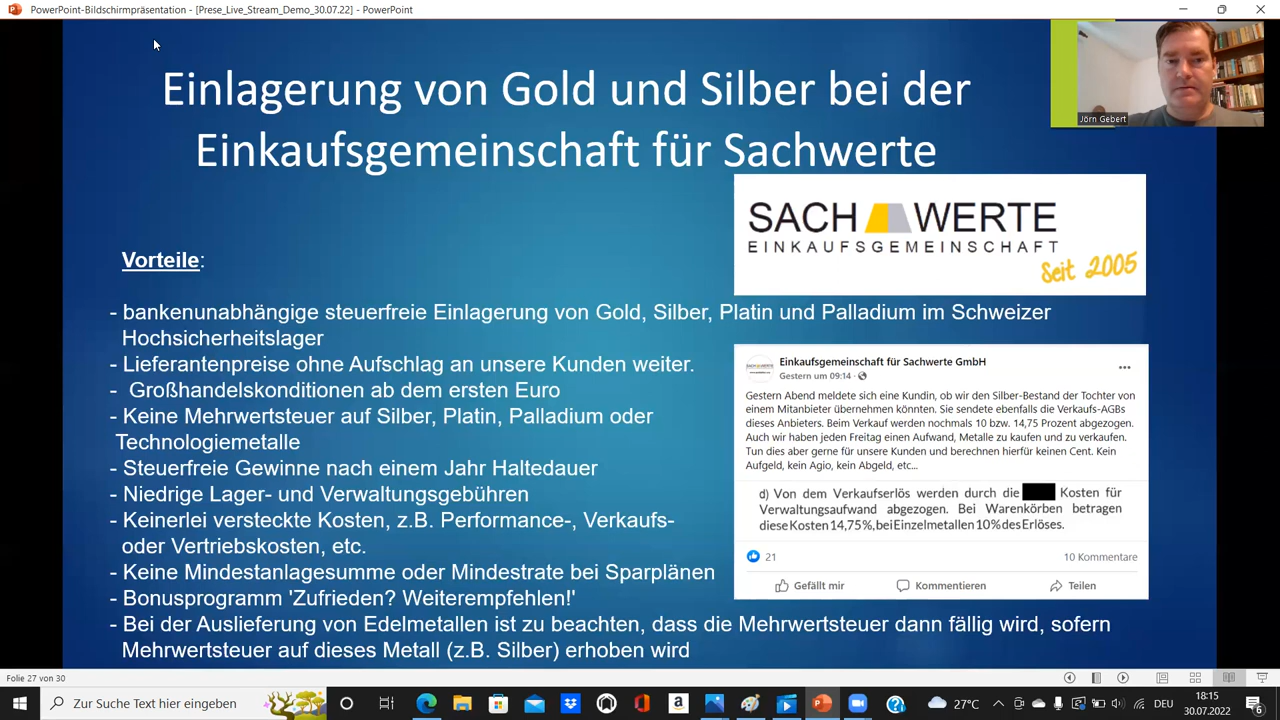 PowerPoint-Bildschirmpräsentation - [Prese_Live_Stream_Demo_30.07.22] - PowerPoint
Einlagerung von Gold und Silber bei der
Einkaufsgemeinschaft für Sachwerte
Jörn Gebert
SACH WERTE
EINKAUFSGEMEINSCHAFT
Seit 2005
Vorteile:
- bankenunabhängige steuerfreie Einlagerung von Gold, Silber, Platin und Palladium im Schweizer
Hochsicherheitslager
- Lieferantenpreise ohne Aufschlag an unsere Kunden weiter.
- Großhandelskonditionen ab dem ersten Euro
- Keine Mehrwertsteuer auf Silber, Platin, Palladium oder
Technologiemetalle
- Steuerfreie Gewinne nach einem Jahr Haltedauer
- Niedrige Lager- und Verwaltungsgebühren
- Keinerlei versteckte Kosten, z.B. Performance-, Verkaufs-
oder Vertriebskosten, etc.
- Keine Mindestanlagesumme oder Mindestrate bei Sparplänen
- Bonusprogramm 'Zufrieden? Weiterempfehlen!'
- Bei der Auslieferung von Edelmetallen ist zu beachten, dass die Mehrwertsteuer dann fällig wird, sofern
Mehrwertsteuer auf dieses Metall (z.B. Silber) erhoben wird
Einkaufsgemeinschaft für Sachwerte GmbH
Gestern um 09:14 ·
Gestern Abend meldete sich eine Kundin, ob wir den Silber-Bestand der Tochter von
einem Mitanbieter übernehmen könnten. Sie sendete ebenfalls die Verkaufs-AGBs
dieses Anbieters. Beim Verkauf werden nochmals 10 bzw. 14,75 Prozent abgezogen.
Auch wir haben jeden Freitag einen Aufwand, Metalle zu kaufen und zu verkaufen.
Tun dies aber gerne für unsere Kunden und berechnen hierfür keinen Cent. Kein
Aufgeld, kein Agio, kein Abgeld, etc...
d) Von dem Verkaufserlös werden durch die Kosten für
Verwaltungsaufwand abgezogen. Bei Warenkörben betragen
diese Kosten 14,75%, bei Einzelmetallen 10% des Erlöses.
21
10 Kommentare
Gefällt mir
Kommentieren
Teilen
Folie 27 von 30
Zur Suche Text hier eingeben
27°C
DEU
18:15
30.07.2022
6